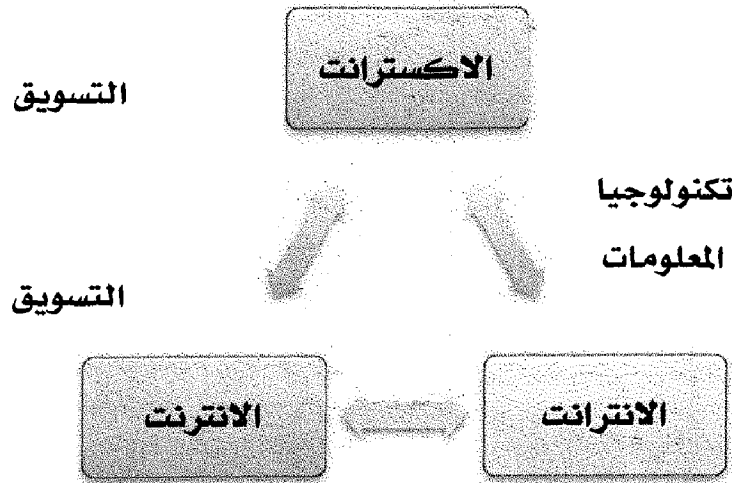 الاكسترانت
التسويق
تكنولوجيا
المعلومات
التسويق
الانترانت
الانترنت